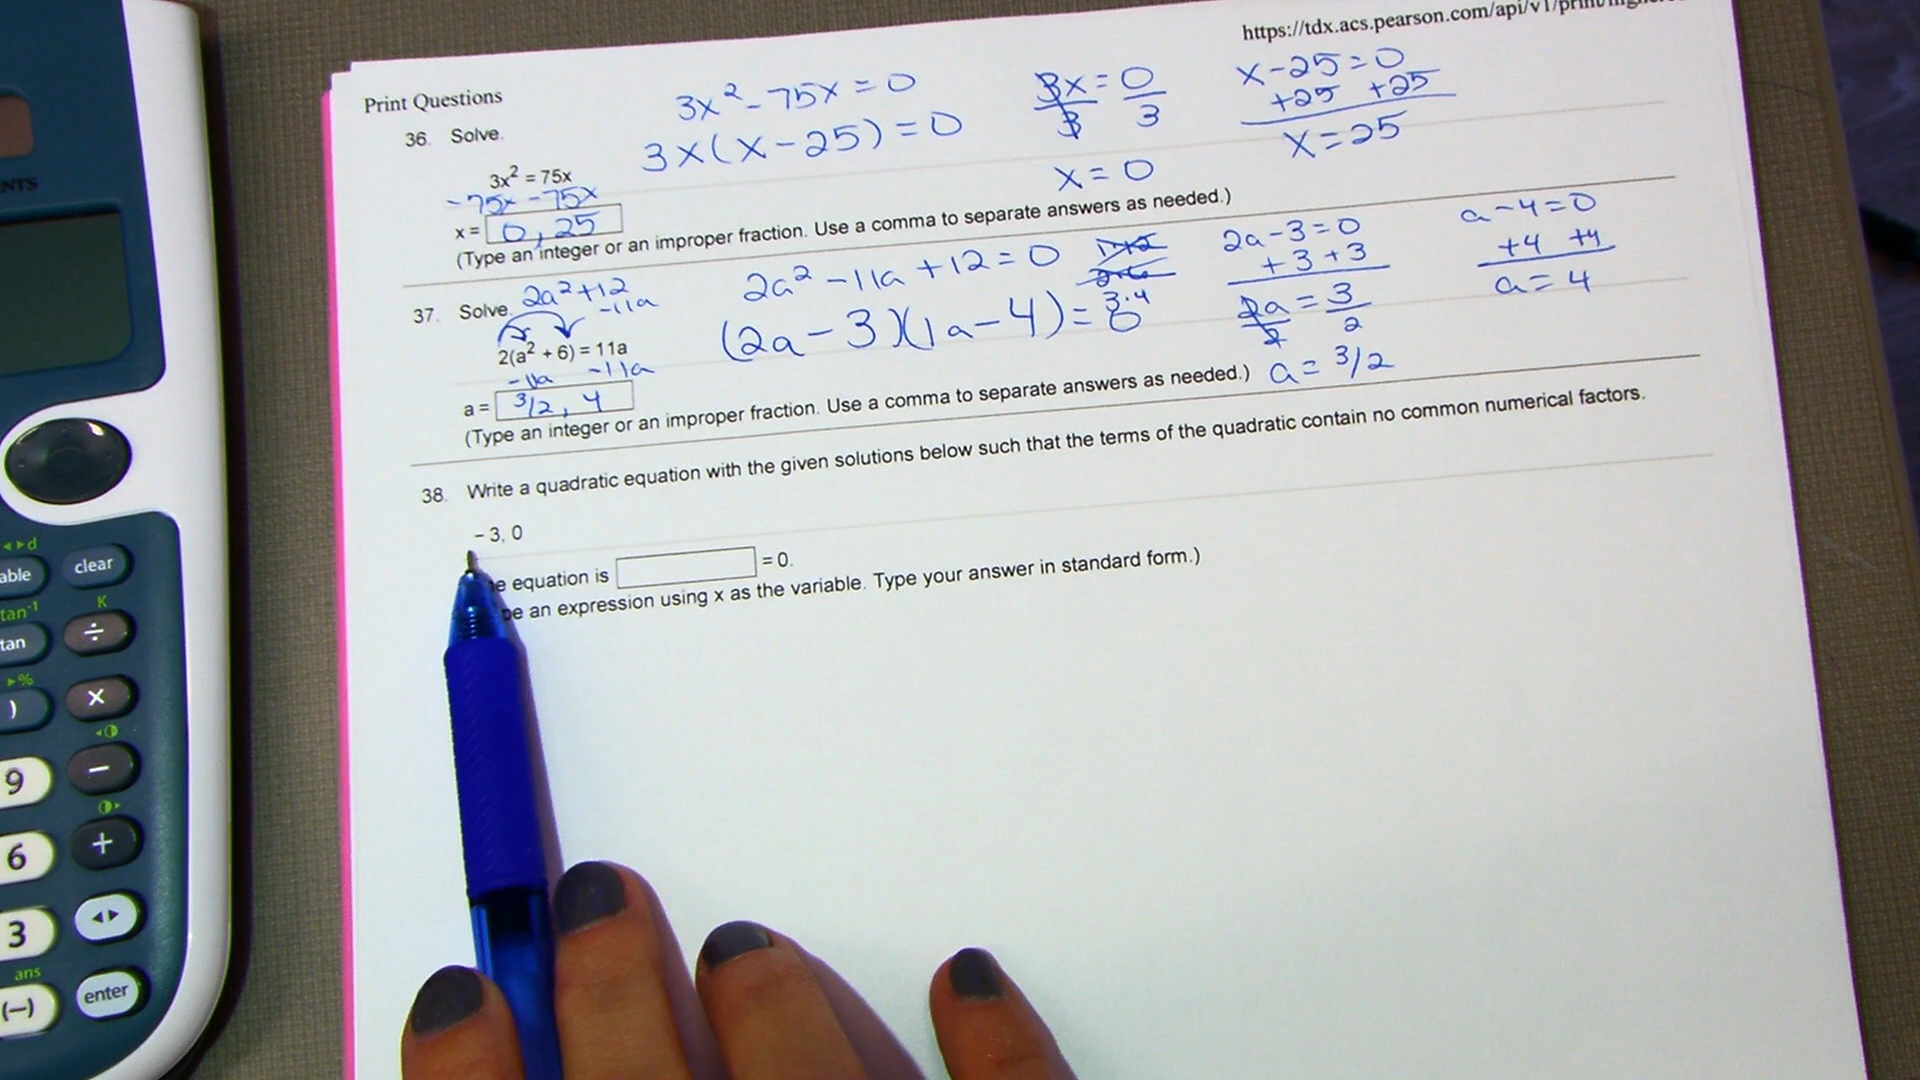 https://tdx.acs.pearson.com/api/v1/print/
Print Questions
3x² - 75x = 0
3x = 0
3 3
x - 25 = 0
+25 +25
36. Solve.
3x(x - 25) = 0
x = 25
3x² = 75x
-75x -75x
x = 0
x = 0, 25
(Type an integer or an improper fraction. Use a comma to separate answers as needed.)
2a² + 12
-11a
2a² - 11a + 12 = 0
2a - 3 = 0
+3 +3
a - 4 = 0
+4 +4
37. Solve.
3·4
2a = 3
2 2
a = 4
2(a² + 6) = 11a
-11a -11a
(2a - 3)(1a - 4) = 0
a = 3/2
a = 3/2, 4
(Type an integer or an improper fraction. Use a comma to separate answers as needed.)
38. Write a quadratic equation with the given solutions below such that the terms of the quadratic contain no common numerical factors.
- 3, 0
equation is = 0.
an expression using x as the variable. Type your answer in standard form.)
clear
tan⁻¹
K
tan
÷
▸%
)
×
9
−
6
+
3
ans
(−)
enter